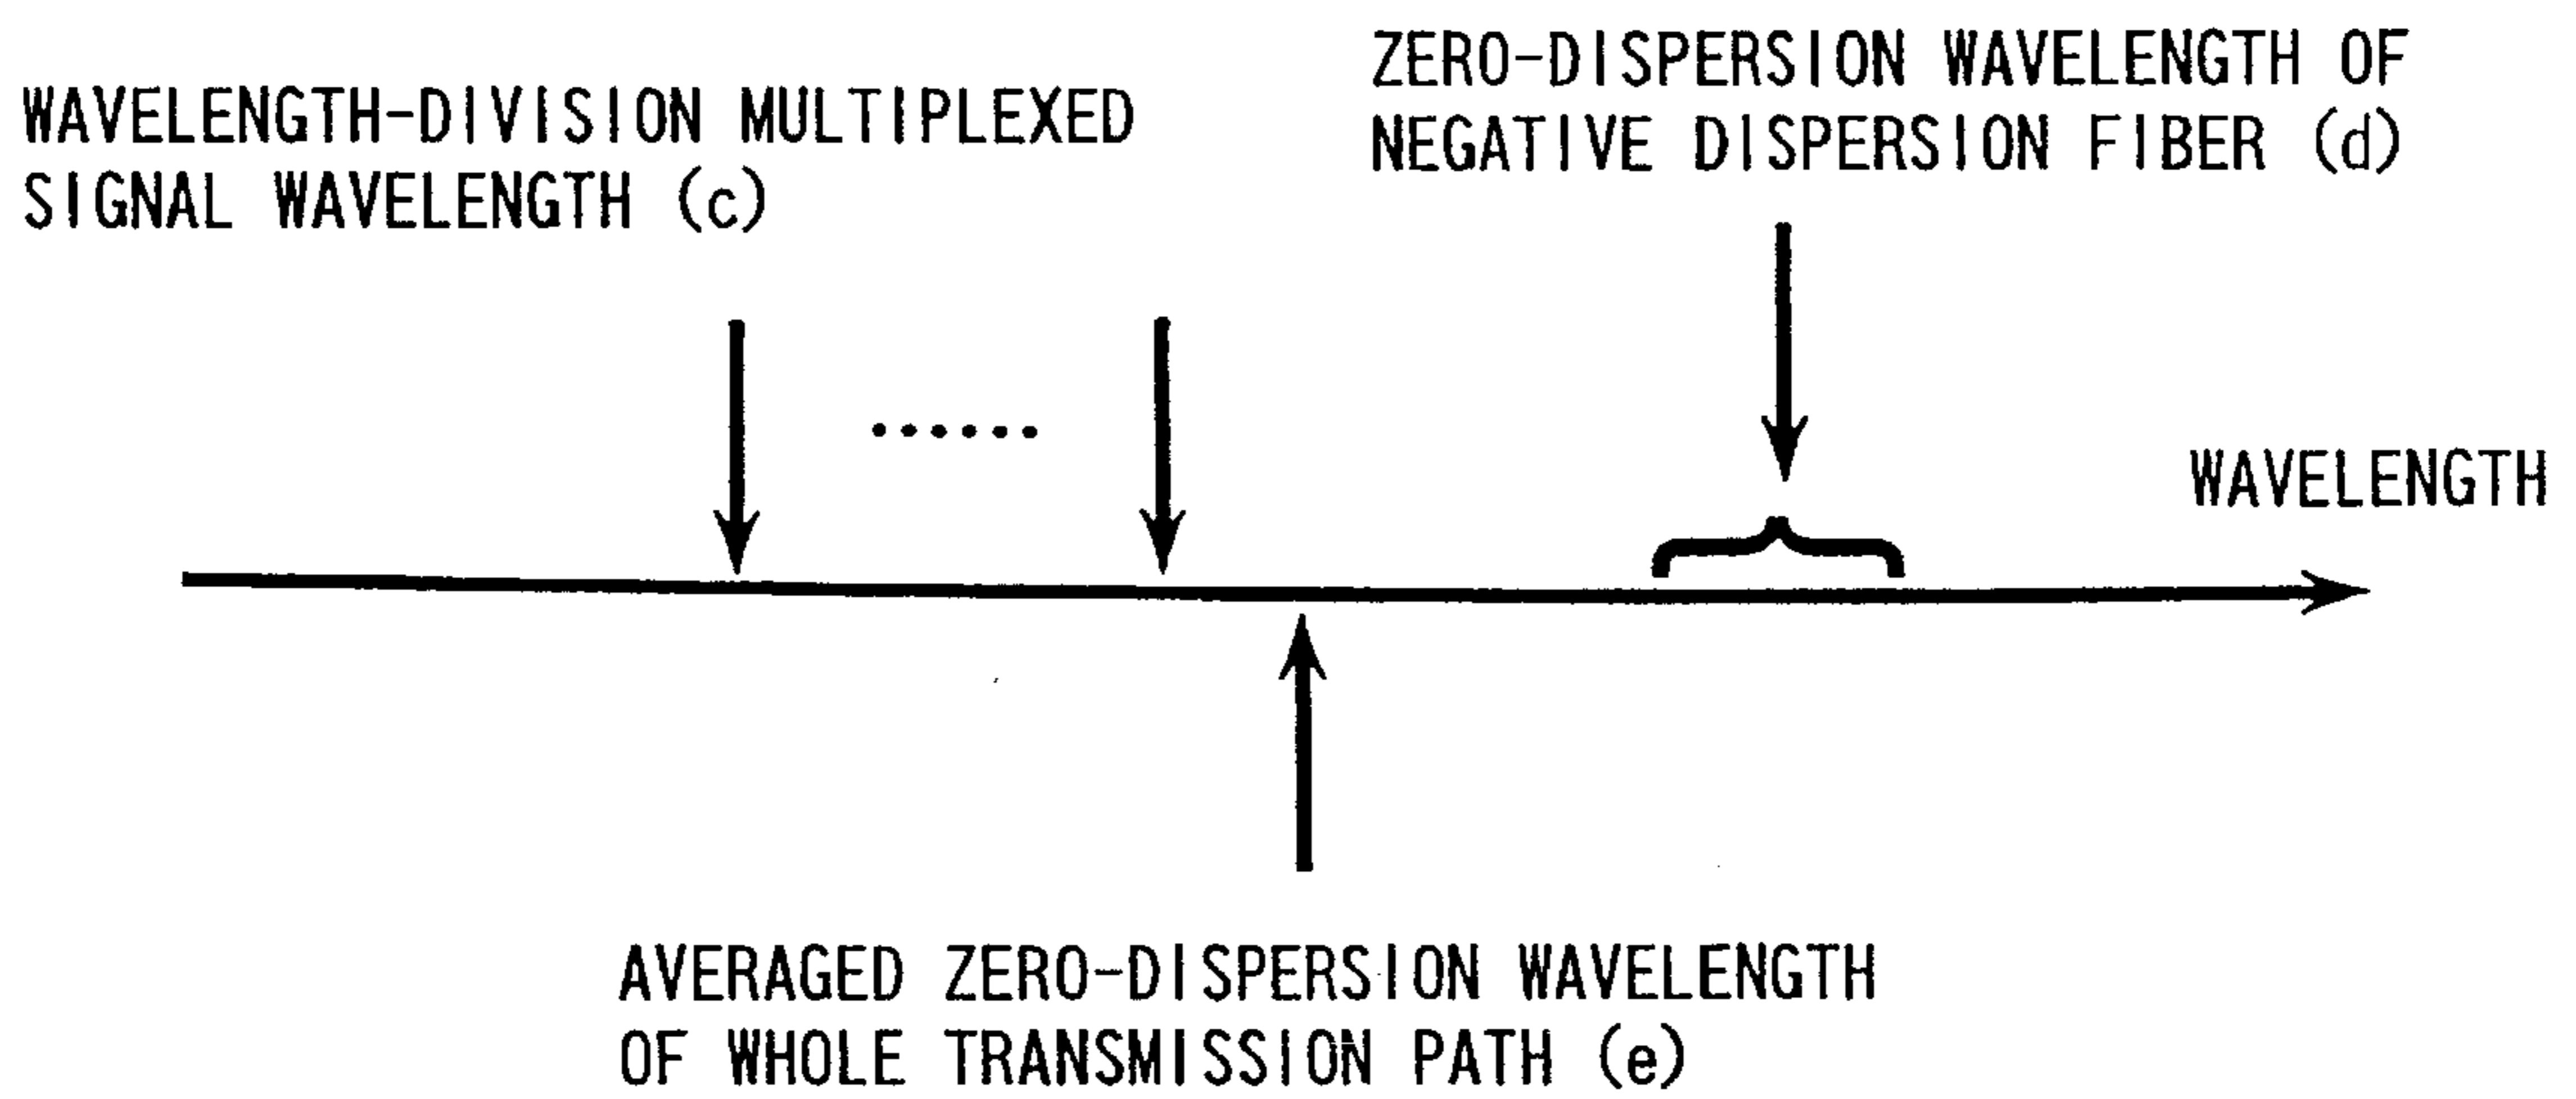 WAVELENGTH-DIVISION MULTIPLEXED
SIGNAL WAVELENGTH (c)
ZERO-DISPERSION WAVELENGTH OF
NEGATIVE DISPERSION FIBER (d)
WAVELENGTH
AVERAGED ZERO-DISPERSION WAVELENGTH
OF WHOLE TRANSMISSION PATH (e)